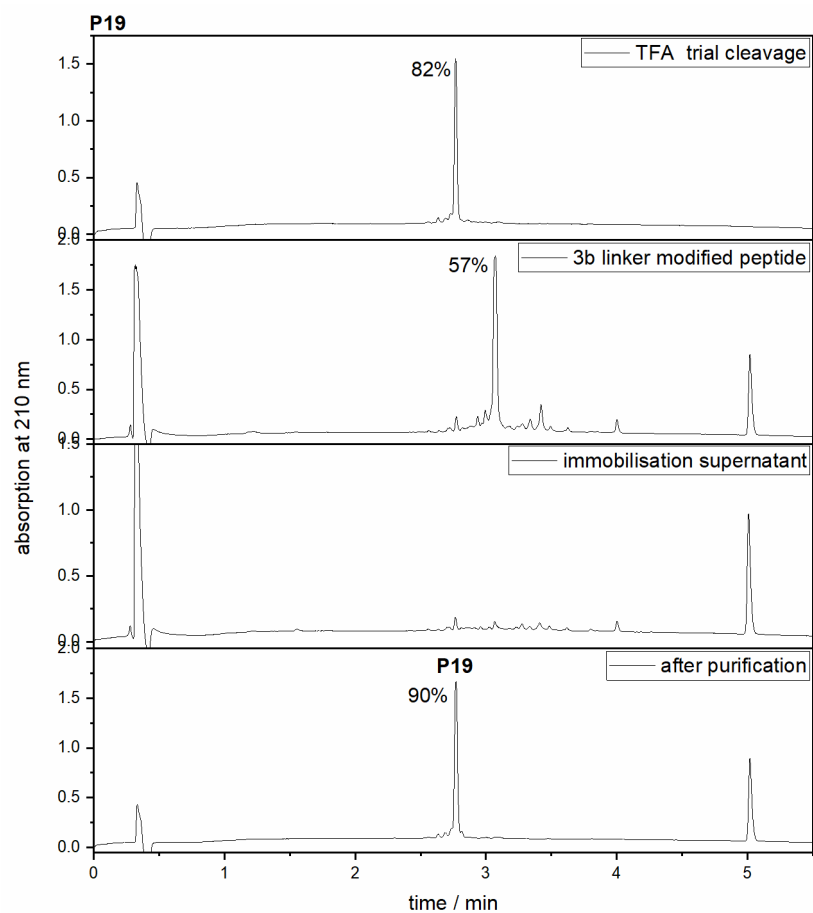 P19
TFA trial cleavage
82%
1.5
1.0
0.5
0.0
2.0
3b linker modified peptide
57%
1.5
1.0
0.5
0.0
1.5
immobilisation supernatant
1.0
0.5
0.0
2.0
after purification
P19
90%
1.5
1.0
0.5
0.0
absorption at 210 nm
0 1 2 3 4 5
time / min